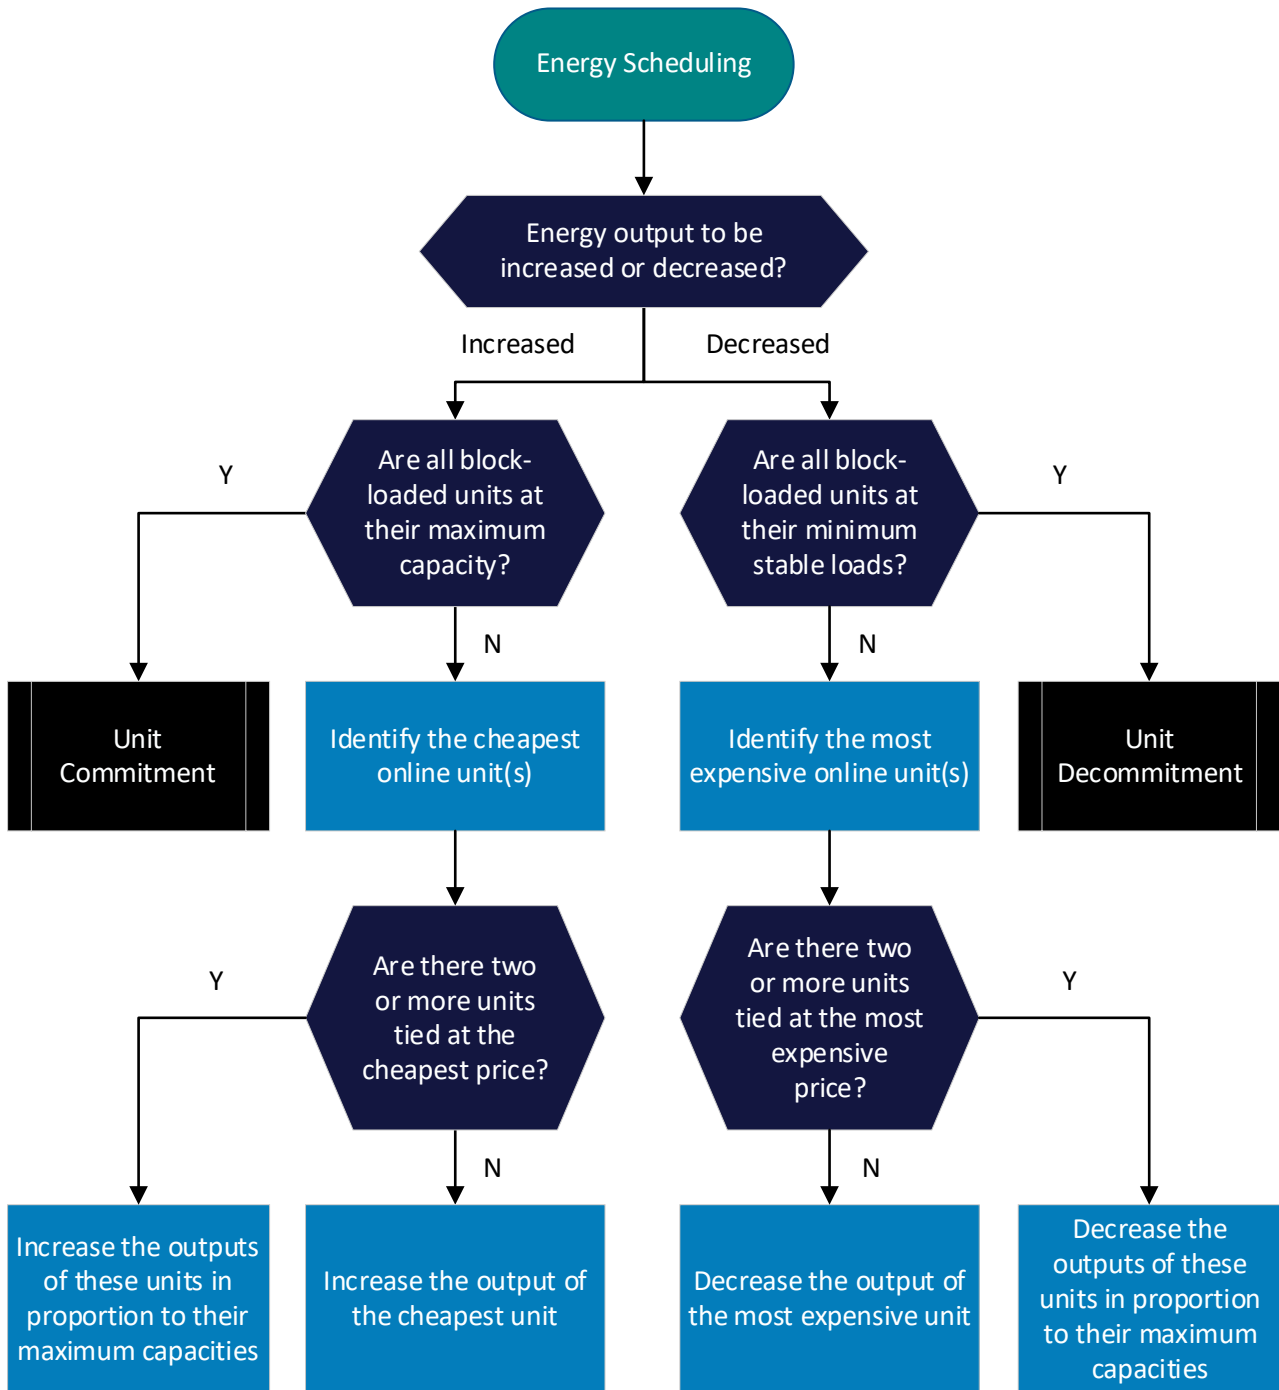 Energy Scheduling
Energy output to be
increased or decreased?
Increased
Decreased
Are all block-
loaded units at
their maximum
capacity?
Y
Are all block-
loaded units at
their minimum
stable loads?
Y
N
N
Unit
Commitment
Identify the cheapest
online unit(s)
Identify the most
expensive online unit(s)
Unit
Decommitment
Are there two
or more units
tied at the
cheapest price?
Y
Are there two
or more units
tied at the most
expensive
price?
Y
N
N
Increase the outputs
of these units in
proportion to their
maximum capacities
Increase the output of
the cheapest unit
Decrease the output of
the most expensive unit
Decrease the
outputs of these
units in proportion
to their maximum
capacities